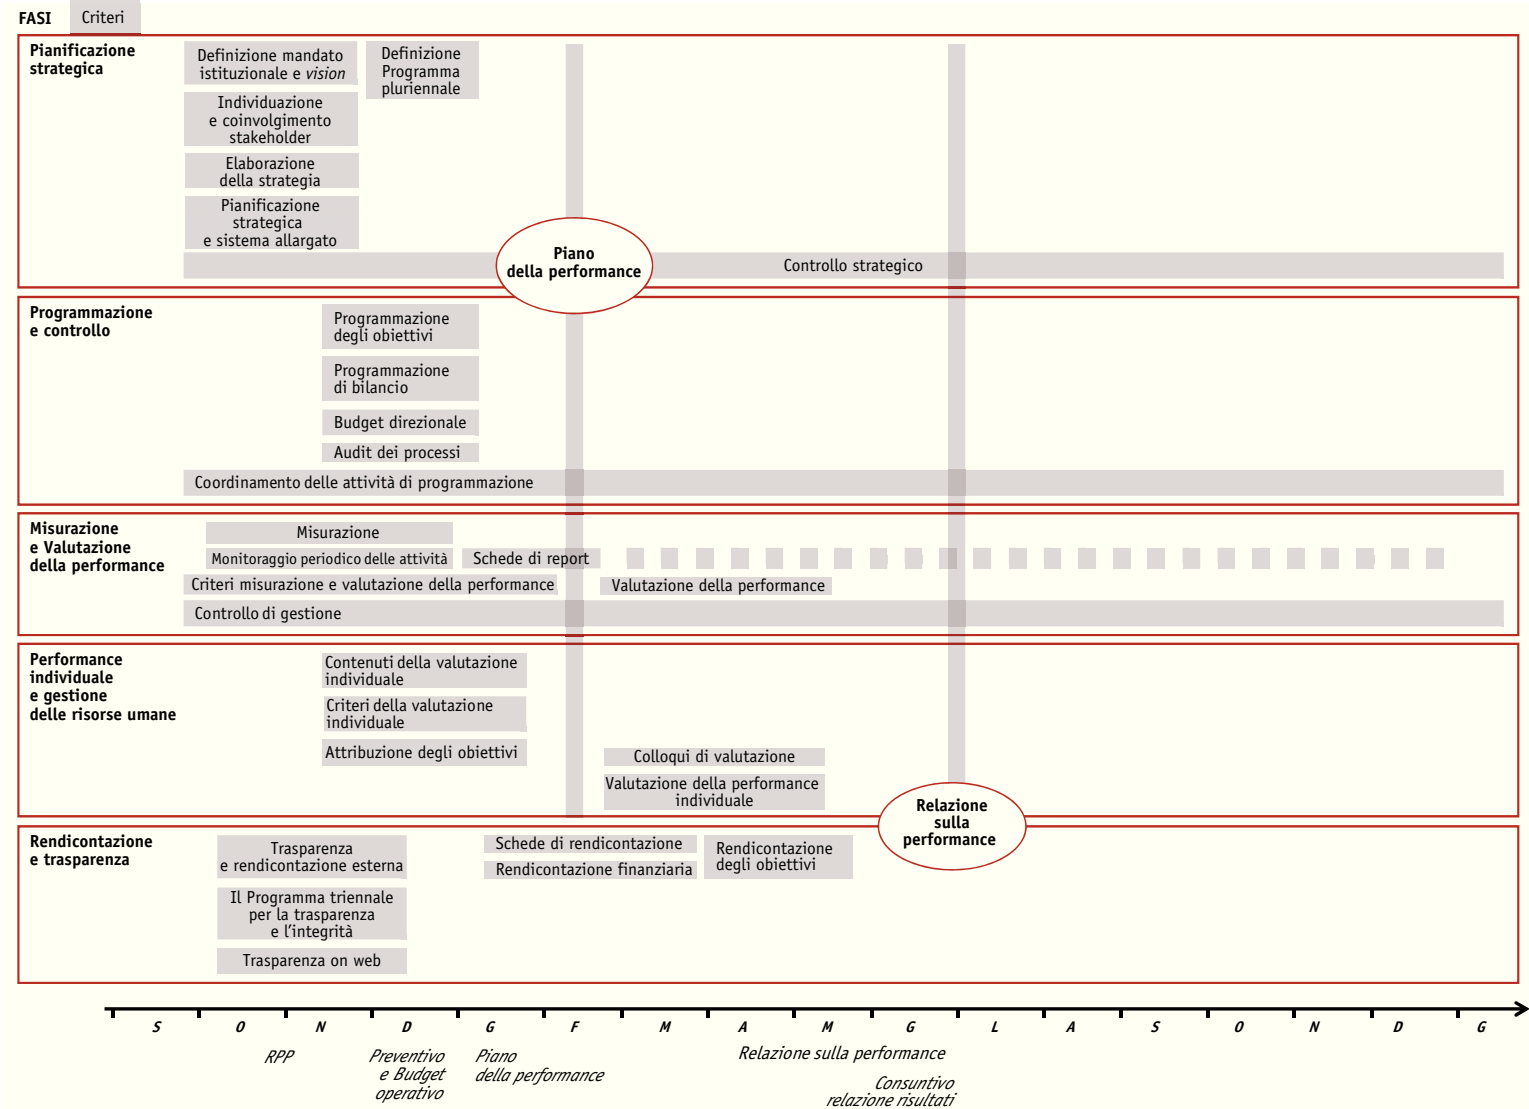 FASI
Criteri
Pianificazione
strategica
Definizione mandato
istituzionale e vision
Definizione
Programma
pluriennale
Individuazione
e coinvolgimento
stakeholder
Elaborazione
della strategia
Pianificazione
strategica
e sistema allargato
Piano
della performance
Controllo strategico
Programmazione
e controllo
Programmazione
degli obiettivi
Programmazione
di bilancio
Budget direzionale
Audit dei processi
Coordinamento delle attività di programmazione
Misurazione
e Valutazione
della performance
Misurazione
Monitoraggio periodico delle attività
Schede di report
Criteri misurazione e valutazione della performance
Valutazione della performance
Controllo di gestione
Performance
individuale
e gestione
delle risorse umane
Contenuti della valutazione
individuale
Criteri della valutazione
individuale
Attribuzione degli obiettivi
Colloqui di valutazione
Valutazione della performance
individuale
Relazione
sulla
performance
Rendicontazione
e trasparenza
Trasparenza
e rendicontazione esterna
Schede di rendicontazione
Rendicontazione finanziaria
Rendicontazione
degli obiettivi
Il Programma triennale
per la trasparenza
e l'integrità
Trasparenza on web
S O N D G F M A M G L A S O N D G
RPP
Preventivo
e Budget
operativo
Piano
della performance
Relazione sulla performance
Consuntivo
relazione risultati